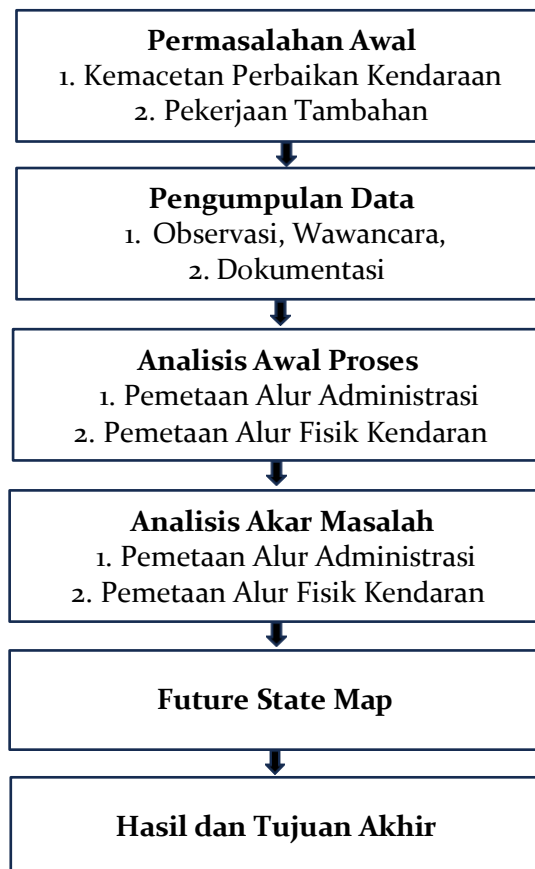 Permasalahan Awal
1. Kemacetan Perbaikan Kendaraan
2. Pekerjaan Tambahan
Pengumpulan Data
1. Observasi, Wawancara,
2. Dokumentasi
Analisis Awal Proses
1. Pemetaan Alur Administrasi
2. Pemetaan Alur Fisik Kendaran
Analisis Akar Masalah
1. Pemetaan Alur Administrasi
2. Pemetaan Alur Fisik Kendaran
Future State Map
Hasil dan Tujuan Akhir